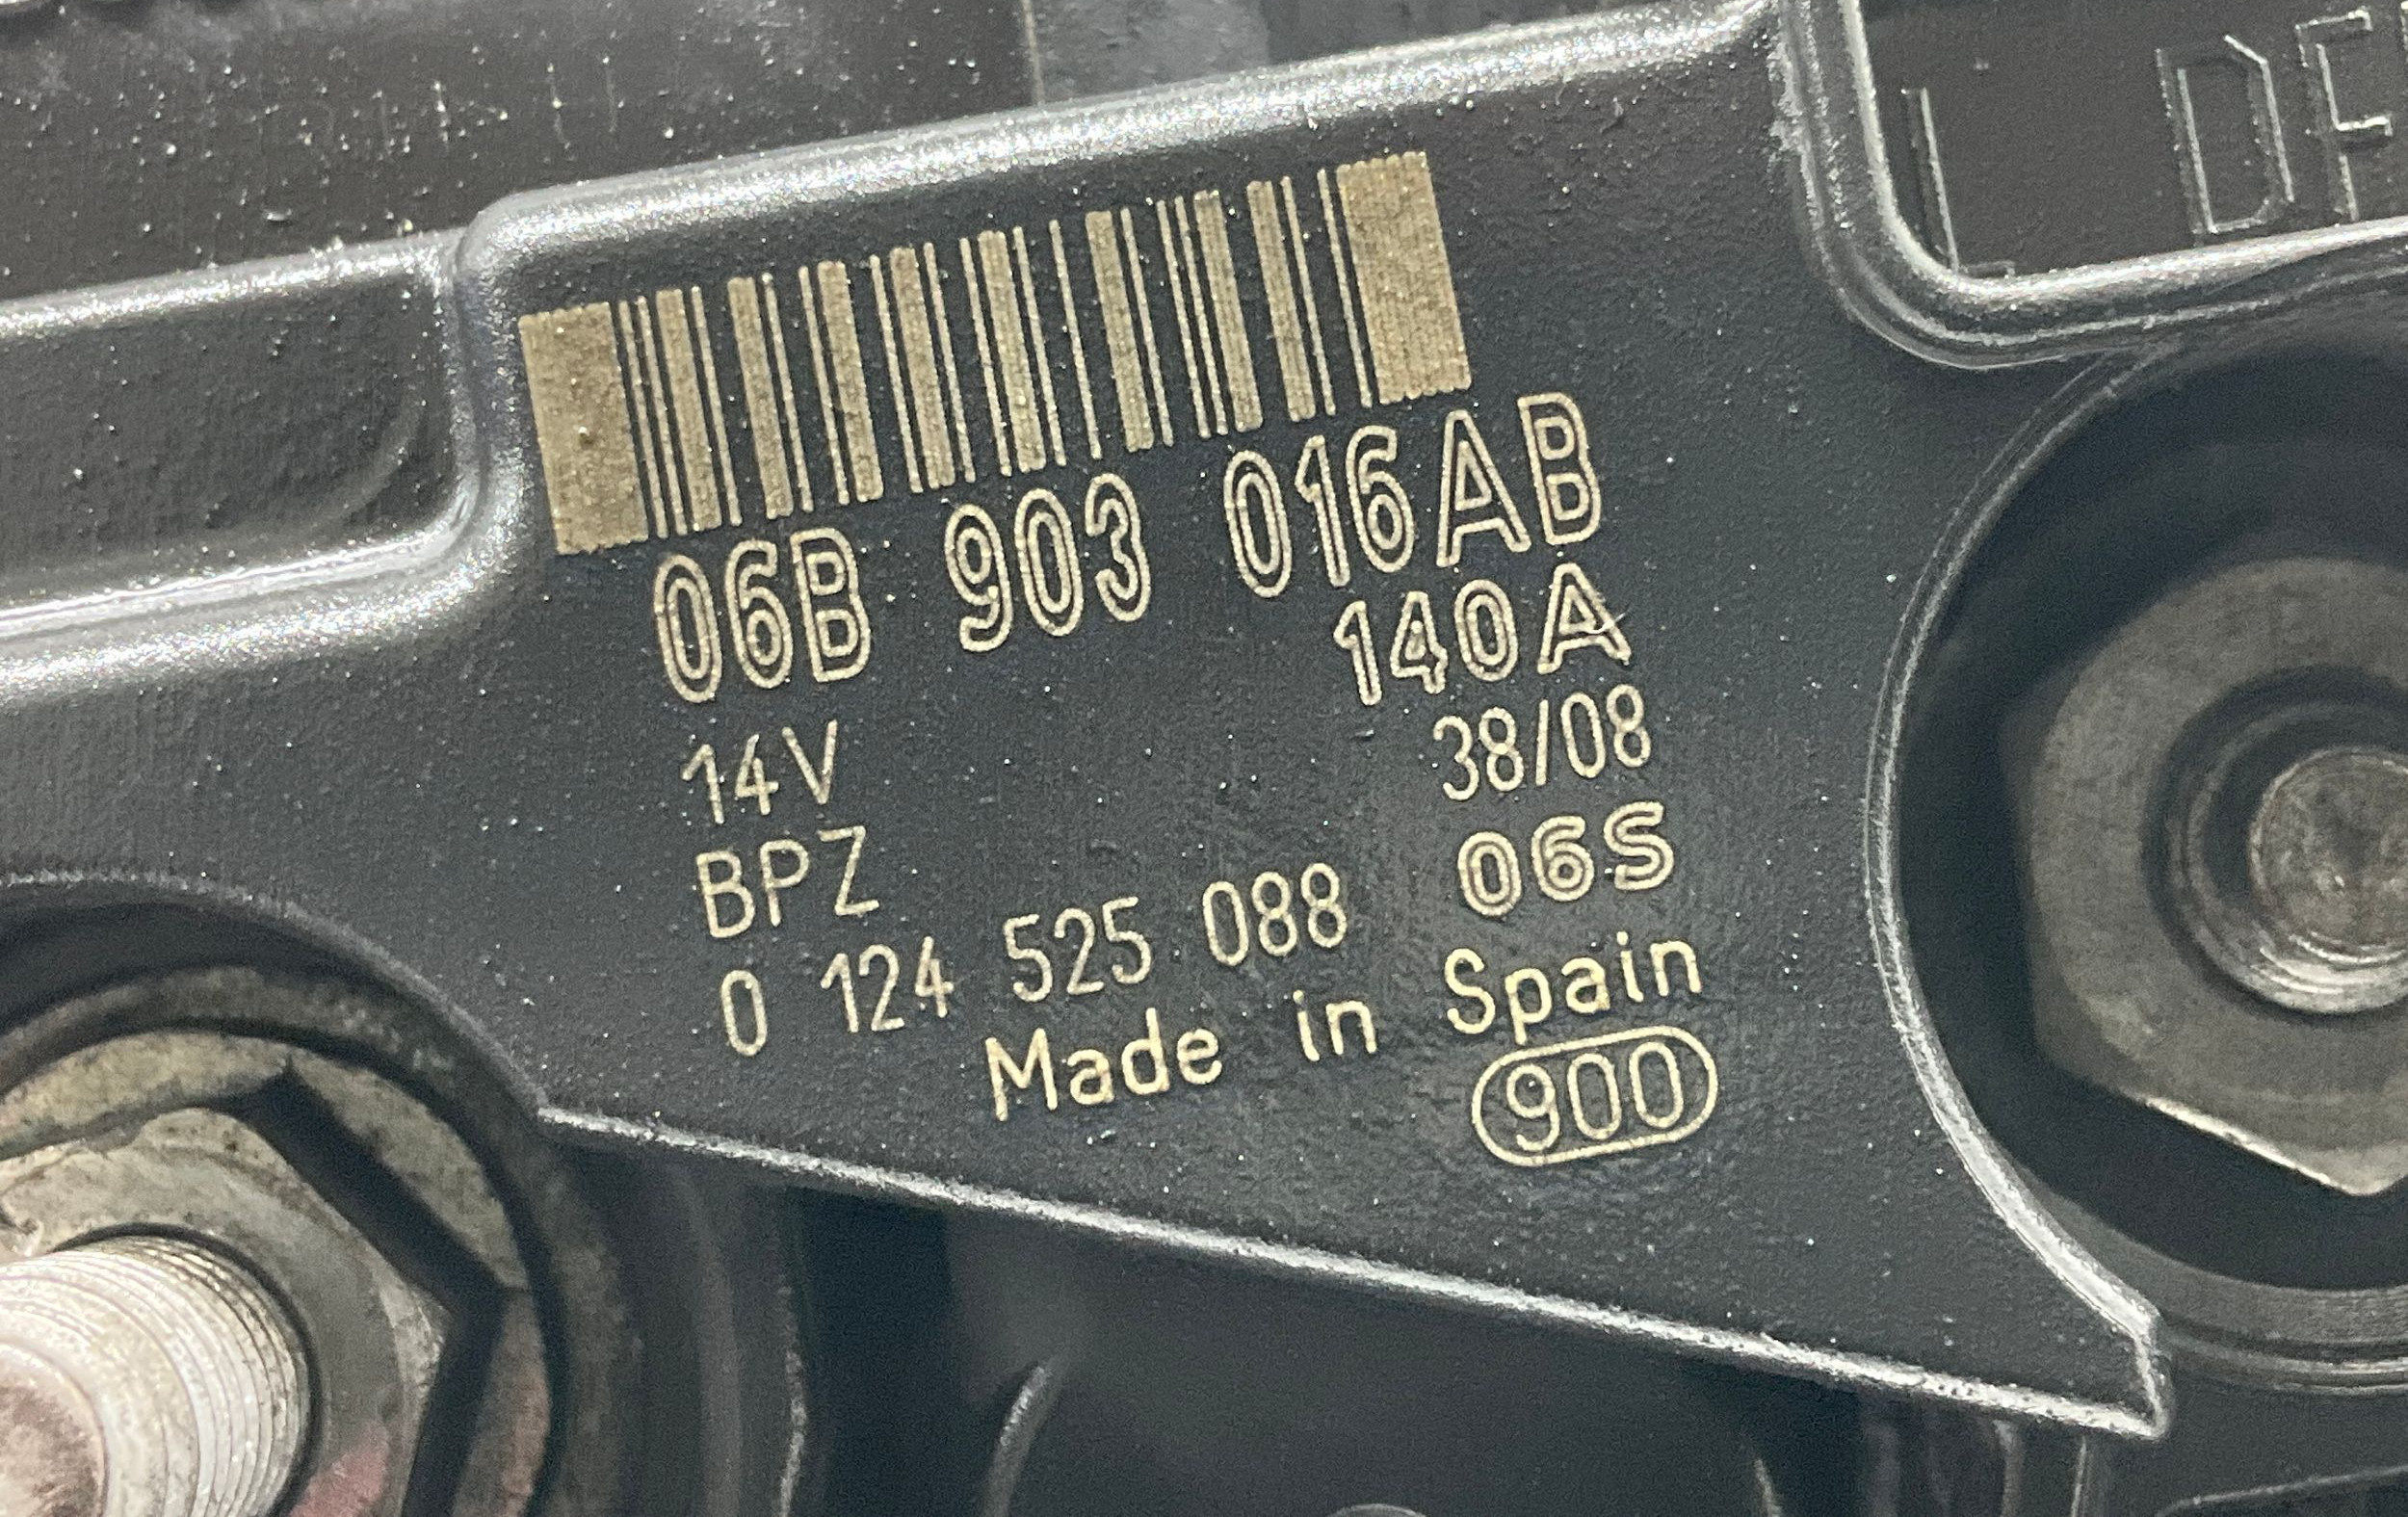 06B 903 016AB
140A
14V 38/08
BPZ 06S
0 124 525 088
Made in Spain
900